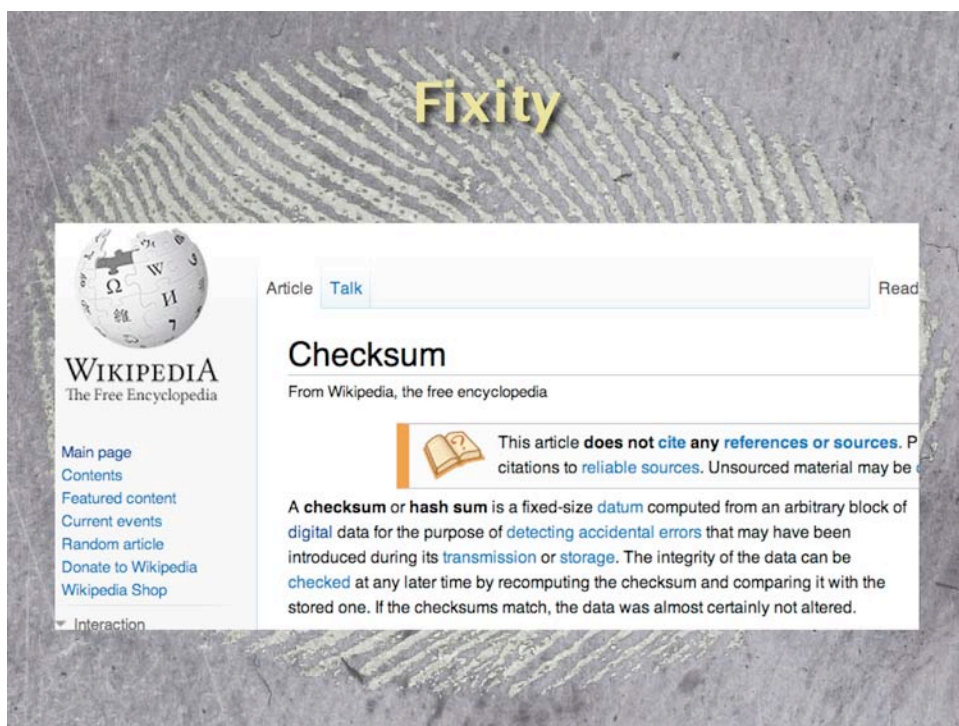 Fixity
Ω W И 維 7
WIKIPEDIA
The Free Encyclopedia
Main page
Contents
Featured content
Current events
Random article
Donate to Wikipedia
Wikipedia Shop
Interaction
Article Talk
Read
Checksum
From Wikipedia, the free encyclopedia
This article does not cite any references or sources. P
citations to reliable sources. Unsourced material may be
A checksum or hash sum is a fixed-size datum computed from an arbitrary block of
digital data for the purpose of detecting accidental errors that may have been
introduced during its transmission or storage. The integrity of the data can be
checked at any later time by recomputing the checksum and comparing it with the
stored one. If the checksums match, the data was almost certainly not altered.